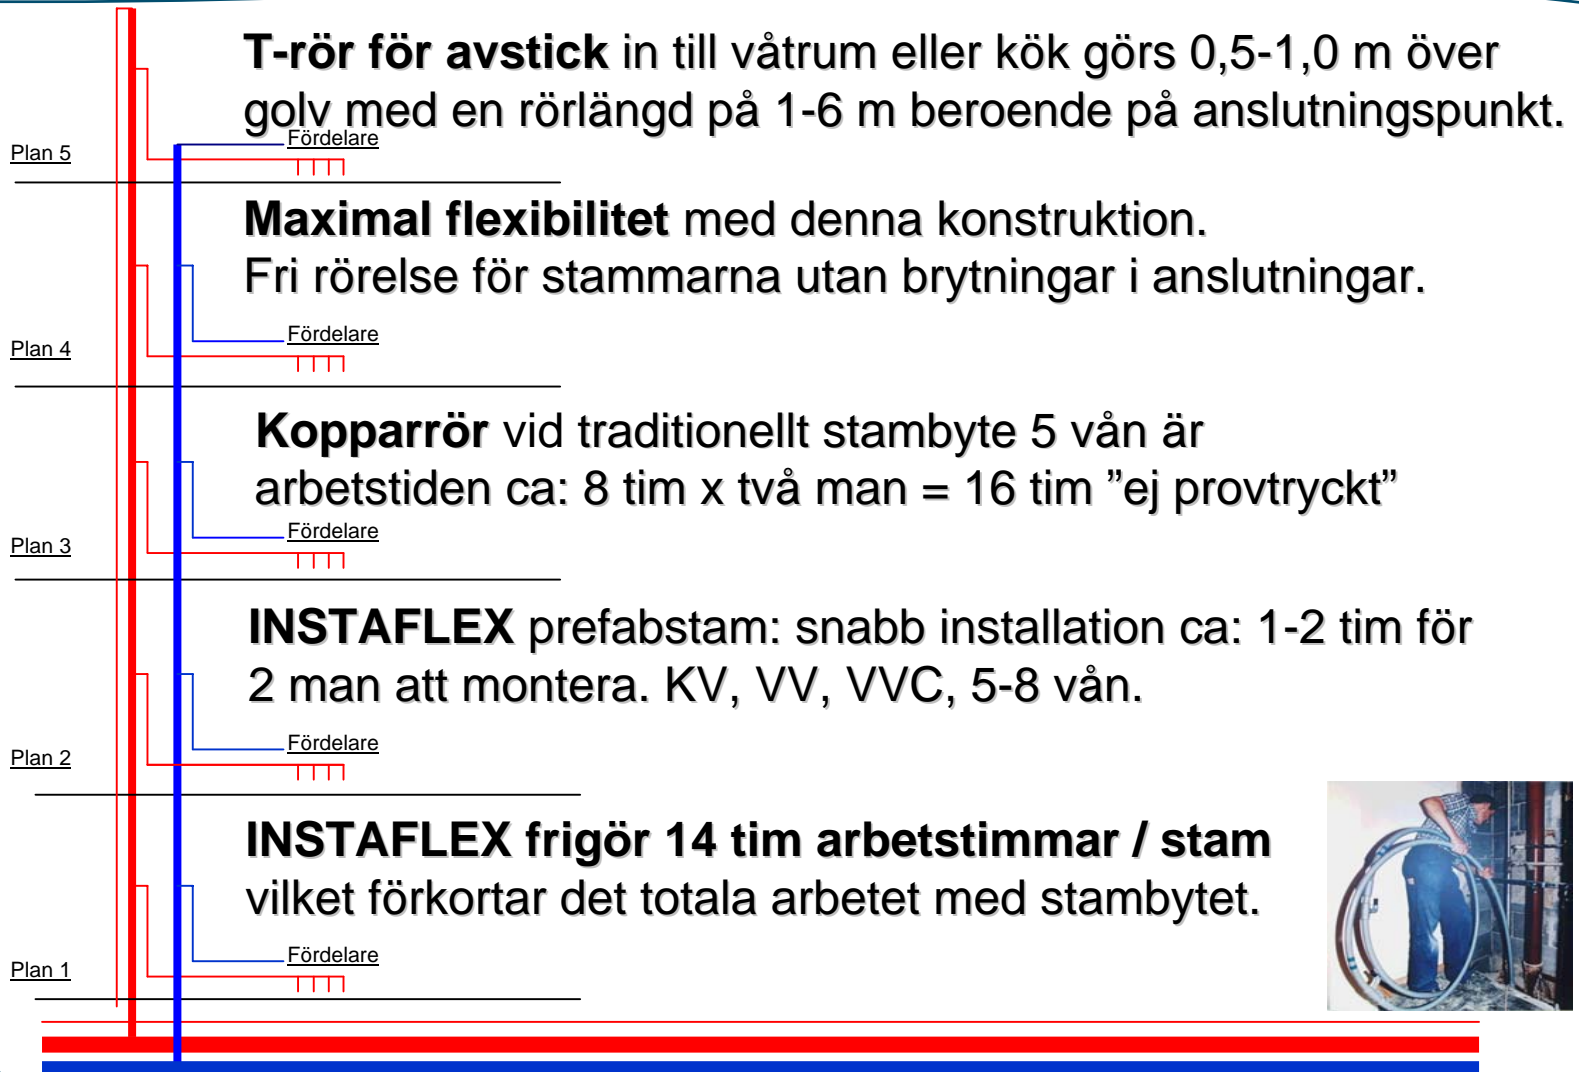 T-rör för avstick in till våtrum eller kök görs 0,5-1,0 m över
golv med en rörlängd på 1-6 m beroende på anslutningspunkt.
Fördelare
Plan 5
Maximal flexibilitet med denna konstruktion.
Fri rörelse för stammarna utan brytningar i anslutningar.
Fördelare
Plan 4
Kopparrör vid traditionellt stambyte 5 vån är
arbetstiden ca: 8 tim x två man = 16 tim ”ej provtryckt”
Fördelare
Plan 3
INSTAFLEX prefabstam: snabb installation ca: 1-2 tim för
2 man att montera. KV, VV, VVC, 5-8 vån.
Fördelare
Plan 2
INSTAFLEX frigör 14 tim arbetstimmar / stam
vilket förkortar det totala arbetet med stambytet.
Fördelare
Plan 1